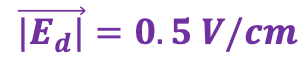 |E⃗_d| = 0.5 V/cm